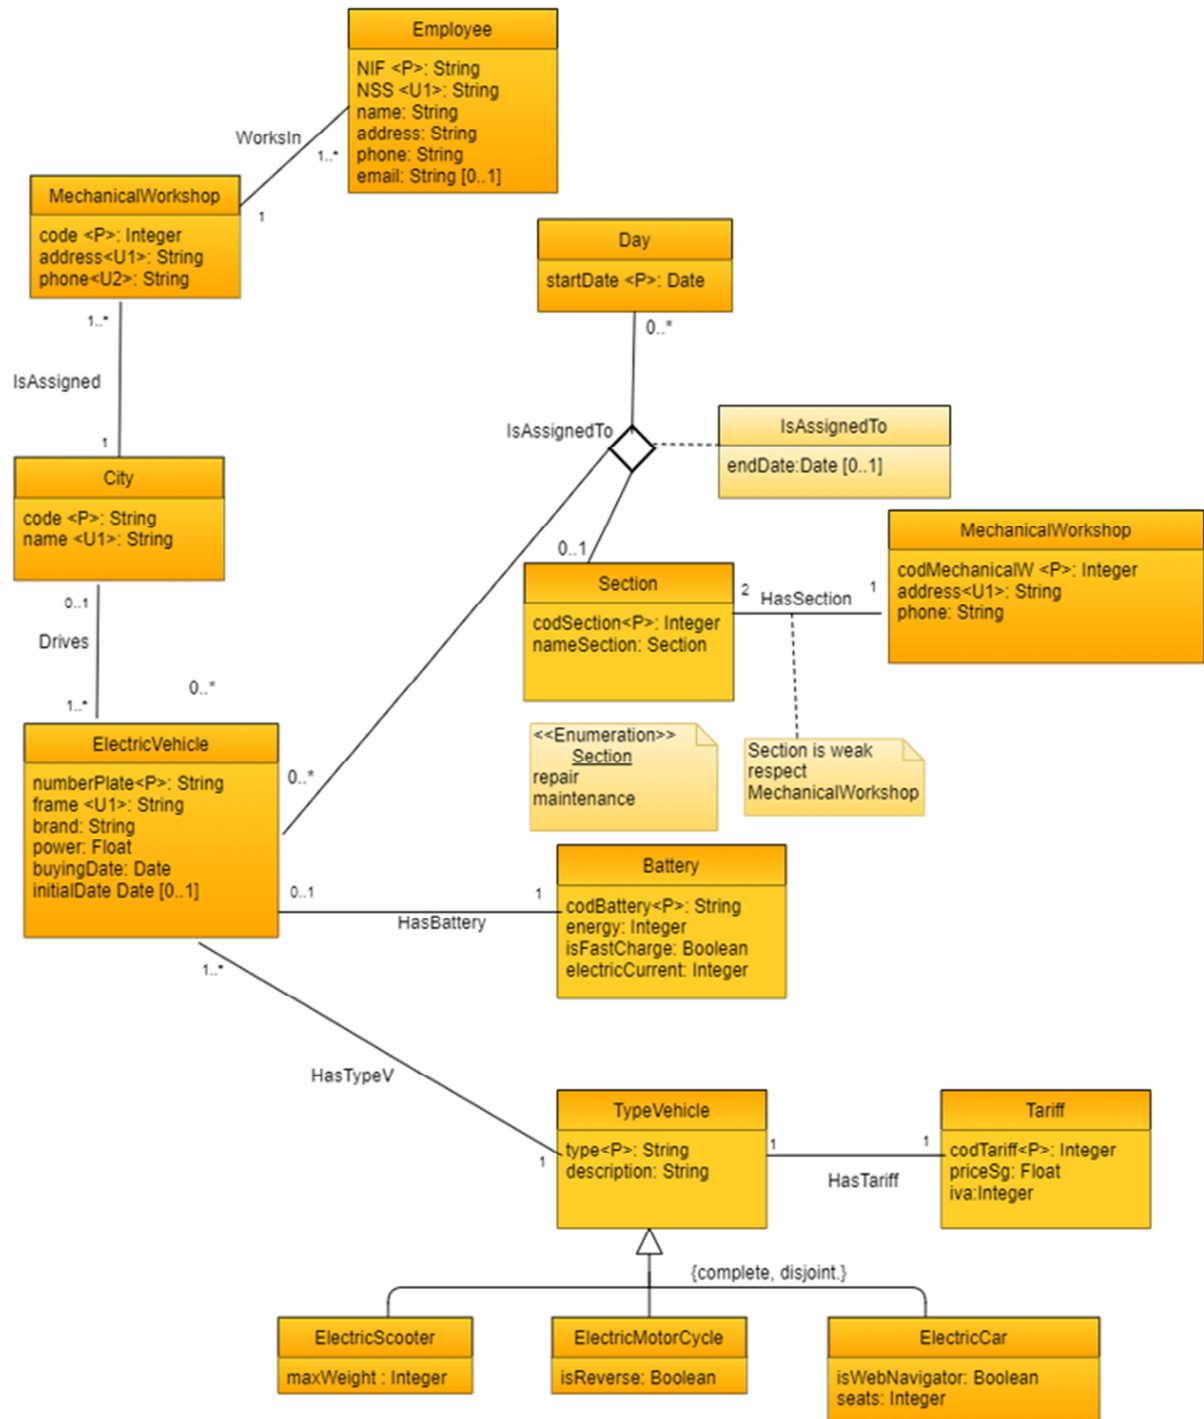 Employee
NIF <P>: String
NSS <U1>: String
name: String
address: String
phone: String
email: String [0..1]
WorksIn
1..*
1
MechanicalWorkshop
code <P>: Integer
address<U1>: String
phone<U2>: String
1..*
IsAssigned
1
City
code <P>: String
name <U1>: String
0..1
Drives
1..*
0..*
Day
startDate <P>: Date
0..*
IsAssignedTo
IsAssignedTo
endDate:Date [0..1]
0..1
Section
codSection<P>: Integer
nameSection: Section
2
HasSection
1
MechanicalWorkshop
codMechanicalW <P>: Integer
address<U1>: String
phone: String
<<Enumeration>>
Section
repair
maintenance
Section is weak
respect
MechanicalWorkshop
ElectricVehicle
numberPlate<P>: String
frame <U1>: String
brand: String
power: Float
buyingDate: Date
initialDate Date [0..1]
0..*
0..1
HasBattery
1
Battery
codBattery<P>: String
energy: Integer
isFastCharge: Boolean
electricCurrent: Integer
1..*
HasTypeV
1
TypeVehicle
type<P>: String
description: String
1
HasTariff
1
Tariff
codTariff<P>: Integer
priceSg: Float
iva:Integer
{complete, disjoint.}
ElectricScooter
maxWeight : Integer
ElectricMotorCycle
isReverse: Boolean
ElectricCar
isWebNavigator: Boolean
seats: Integer